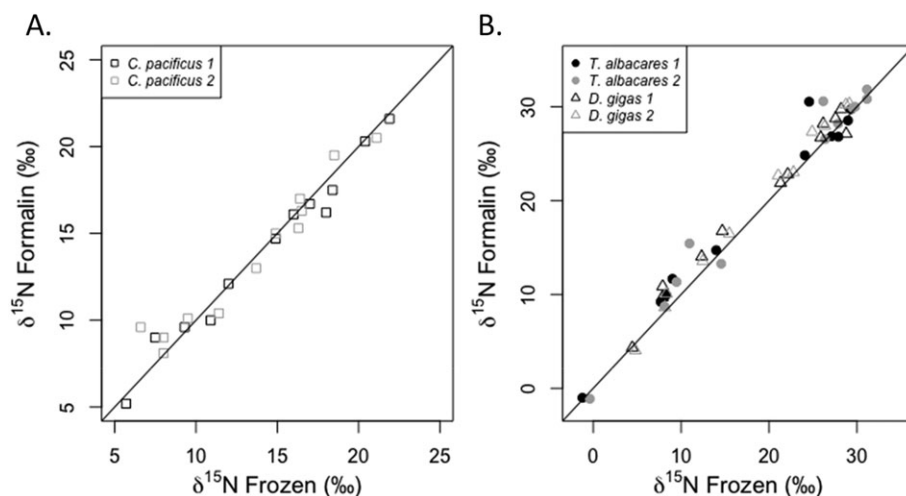 A.
B.
C. pacificus 1
C. pacificus 2
T. albacares 1
T. albacares 2
D. gigas 1
D. gigas 2
δ¹⁵N Formalin (‰)
25
20
15
10
5
5 10 15 20 25
δ¹⁵N Frozen (‰)
δ¹⁵N Formalin (‰)
30
20
10
0
0 10 20 30
δ¹⁵N Frozen (‰)